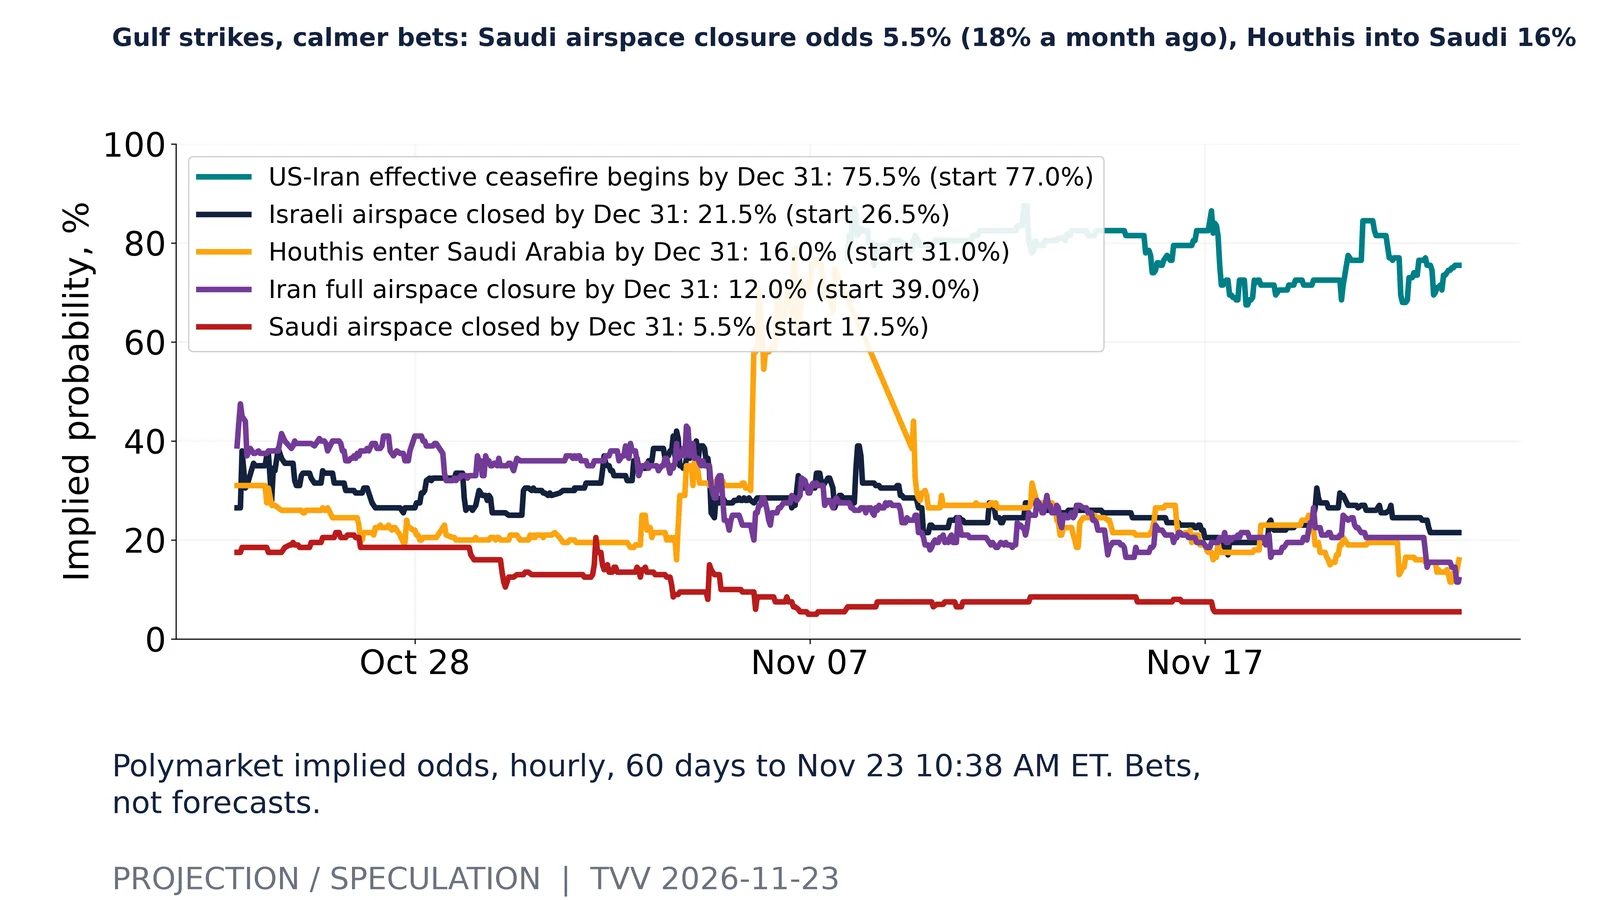 Gulf strikes, calmer bets: Saudi airspace closure odds 5.5% (18% a month ago), Houthis into Saudi 16%
Implied probability, %
100
80
60
40
20
0
US-Iran effective ceasefire begins by Dec 31: 75.5% (start 77.0%)
Israeli airspace closed by Dec 31: 21.5% (start 26.5%)
Houthis enter Saudi Arabia by Dec 31: 16.0% (start 31.0%)
Iran full airspace closure by Dec 31: 12.0% (start 39.0%)
Saudi airspace closed by Dec 31: 5.5% (start 17.5%)
Oct 28
Nov 07
Nov 17
Polymarket implied odds, hourly, 60 days to Nov 23 10:38 AM ET. Bets,
not forecasts.
PROJECTION / SPECULATION | TVV 2026-11-23